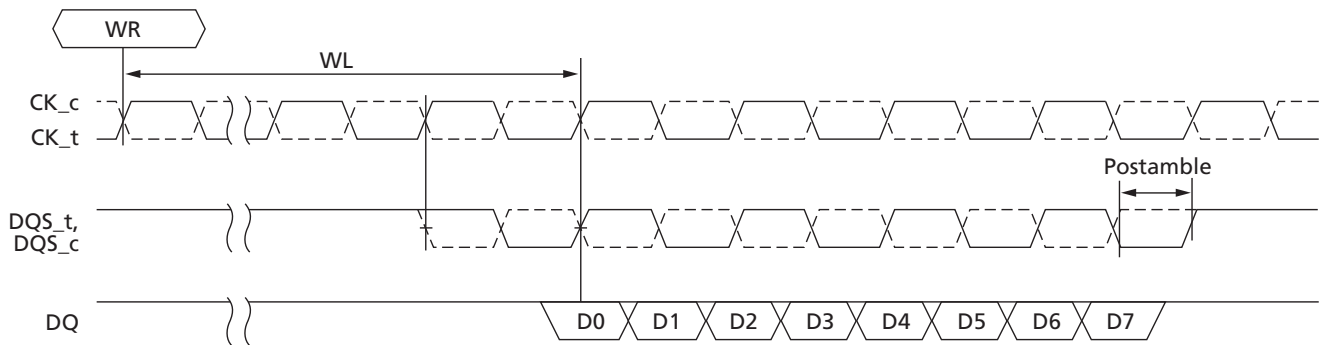 WR
WL
CK_c
CK_t
Postamble
DQS_t,
DQS_c
DQ
D0 D1 D2 D3 D4 D5 D6 D7